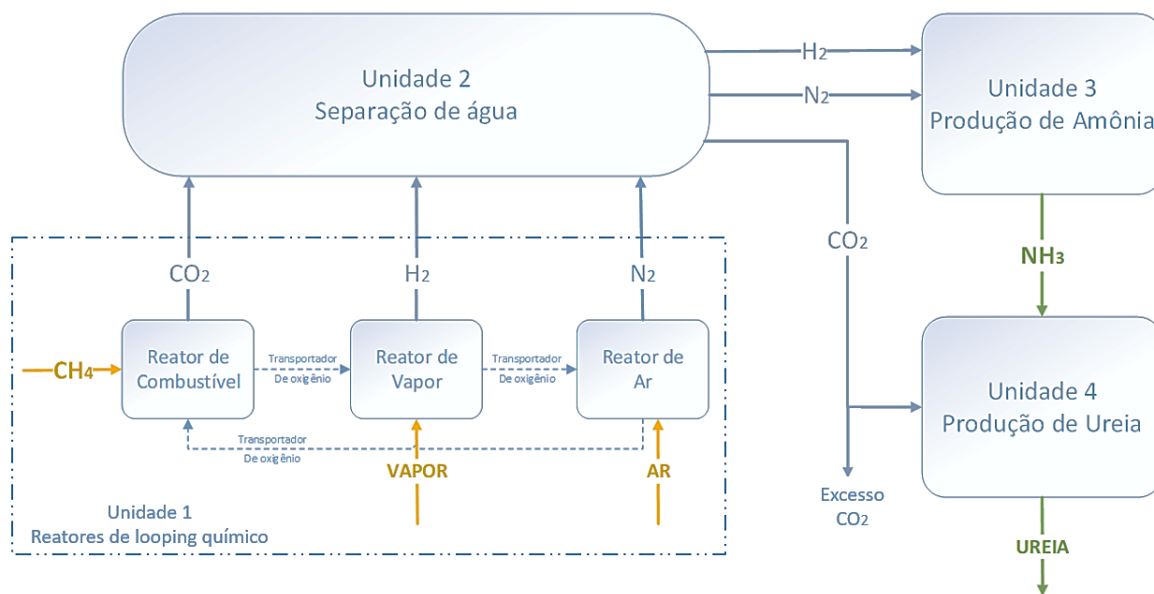 Unidade 2
Separação de água
H2
N2
Unidade 3
Produção de Amônia
CO2
H2
N2
CO2
NH3
CH4
Reator de
Combustível
Transportador
De oxigênio
Reator de
Vapor
Transportador
De oxigênio
Reator de
Ar
Transportador
De oxigênio
VAPOR
AR
Unidade 1
Reatores de looping químico
Excesso
CO2
Unidade 4
Produção de Ureia
UREIA